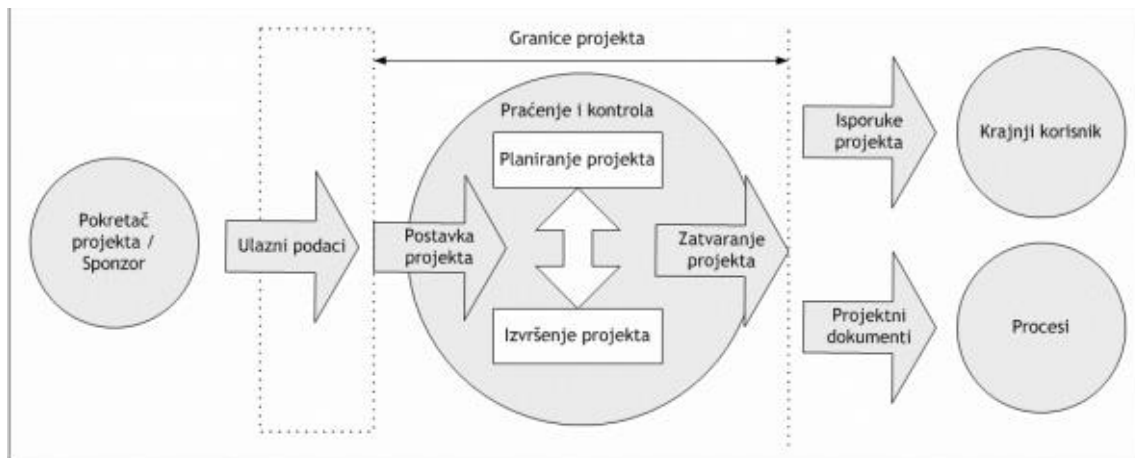 Granice projekta
Praćenje i kontrola
Planiranje projekta
Pokretač
projekta /
Sponzor
Ulazni podaci
Postavka
projekta
Izvršenje projekta
Zatvaranje
projekta
Isporuke
projekta
Krajnji korisnik
Projektni
dokumenti
Procesi